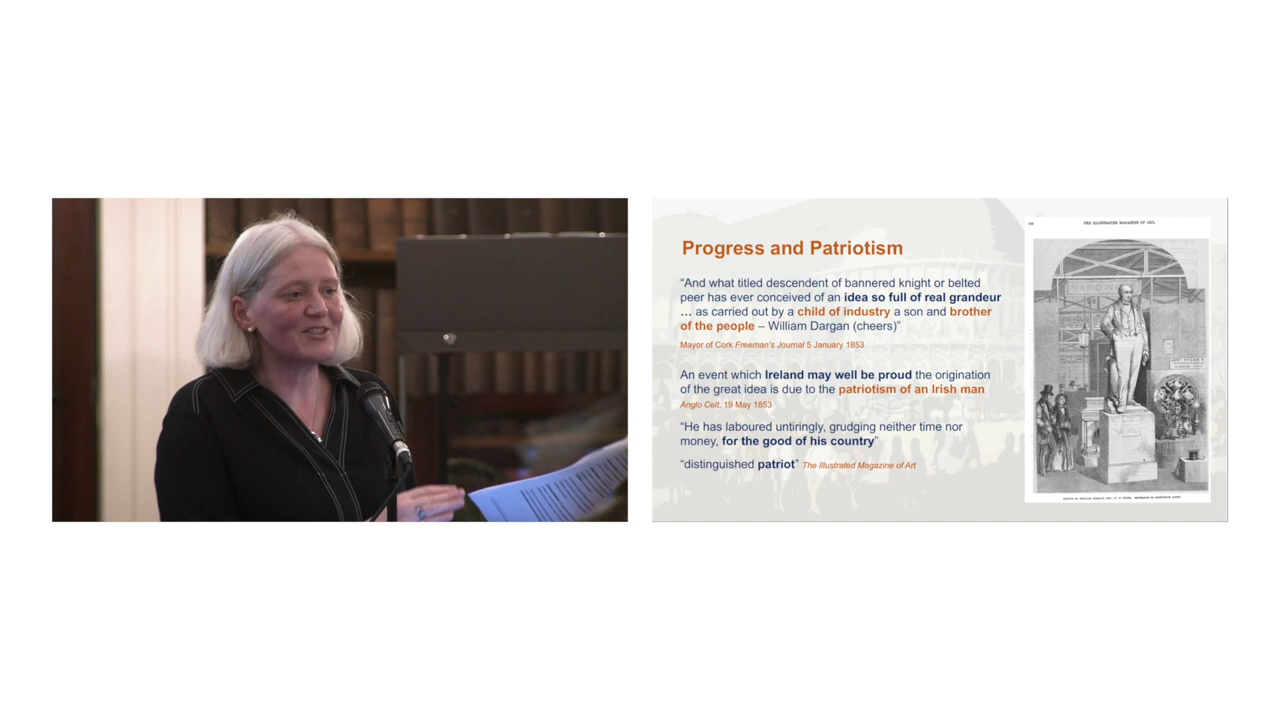 Progress and Patriotism
“And what titled descendent of bannered knight or belted
peer has ever conceived of an idea so full of real grandeur
… as carried out by a child of industry a son and brother
of the people – William Dargan (cheers)”
Mayor of Cork Freeman's Journal 5 January 1853
An event which Ireland may well be proud the origination
of the great idea is due to the patriotism of an Irish man
Anglo Celt, 19 May 1853
“He has laboured untiringly, grudging neither time nor
money, for the good of his country”
“distinguished patriot” The Illustrated Magazine of Art
THE ILLUSTRATED MAGAZINE OF ART.